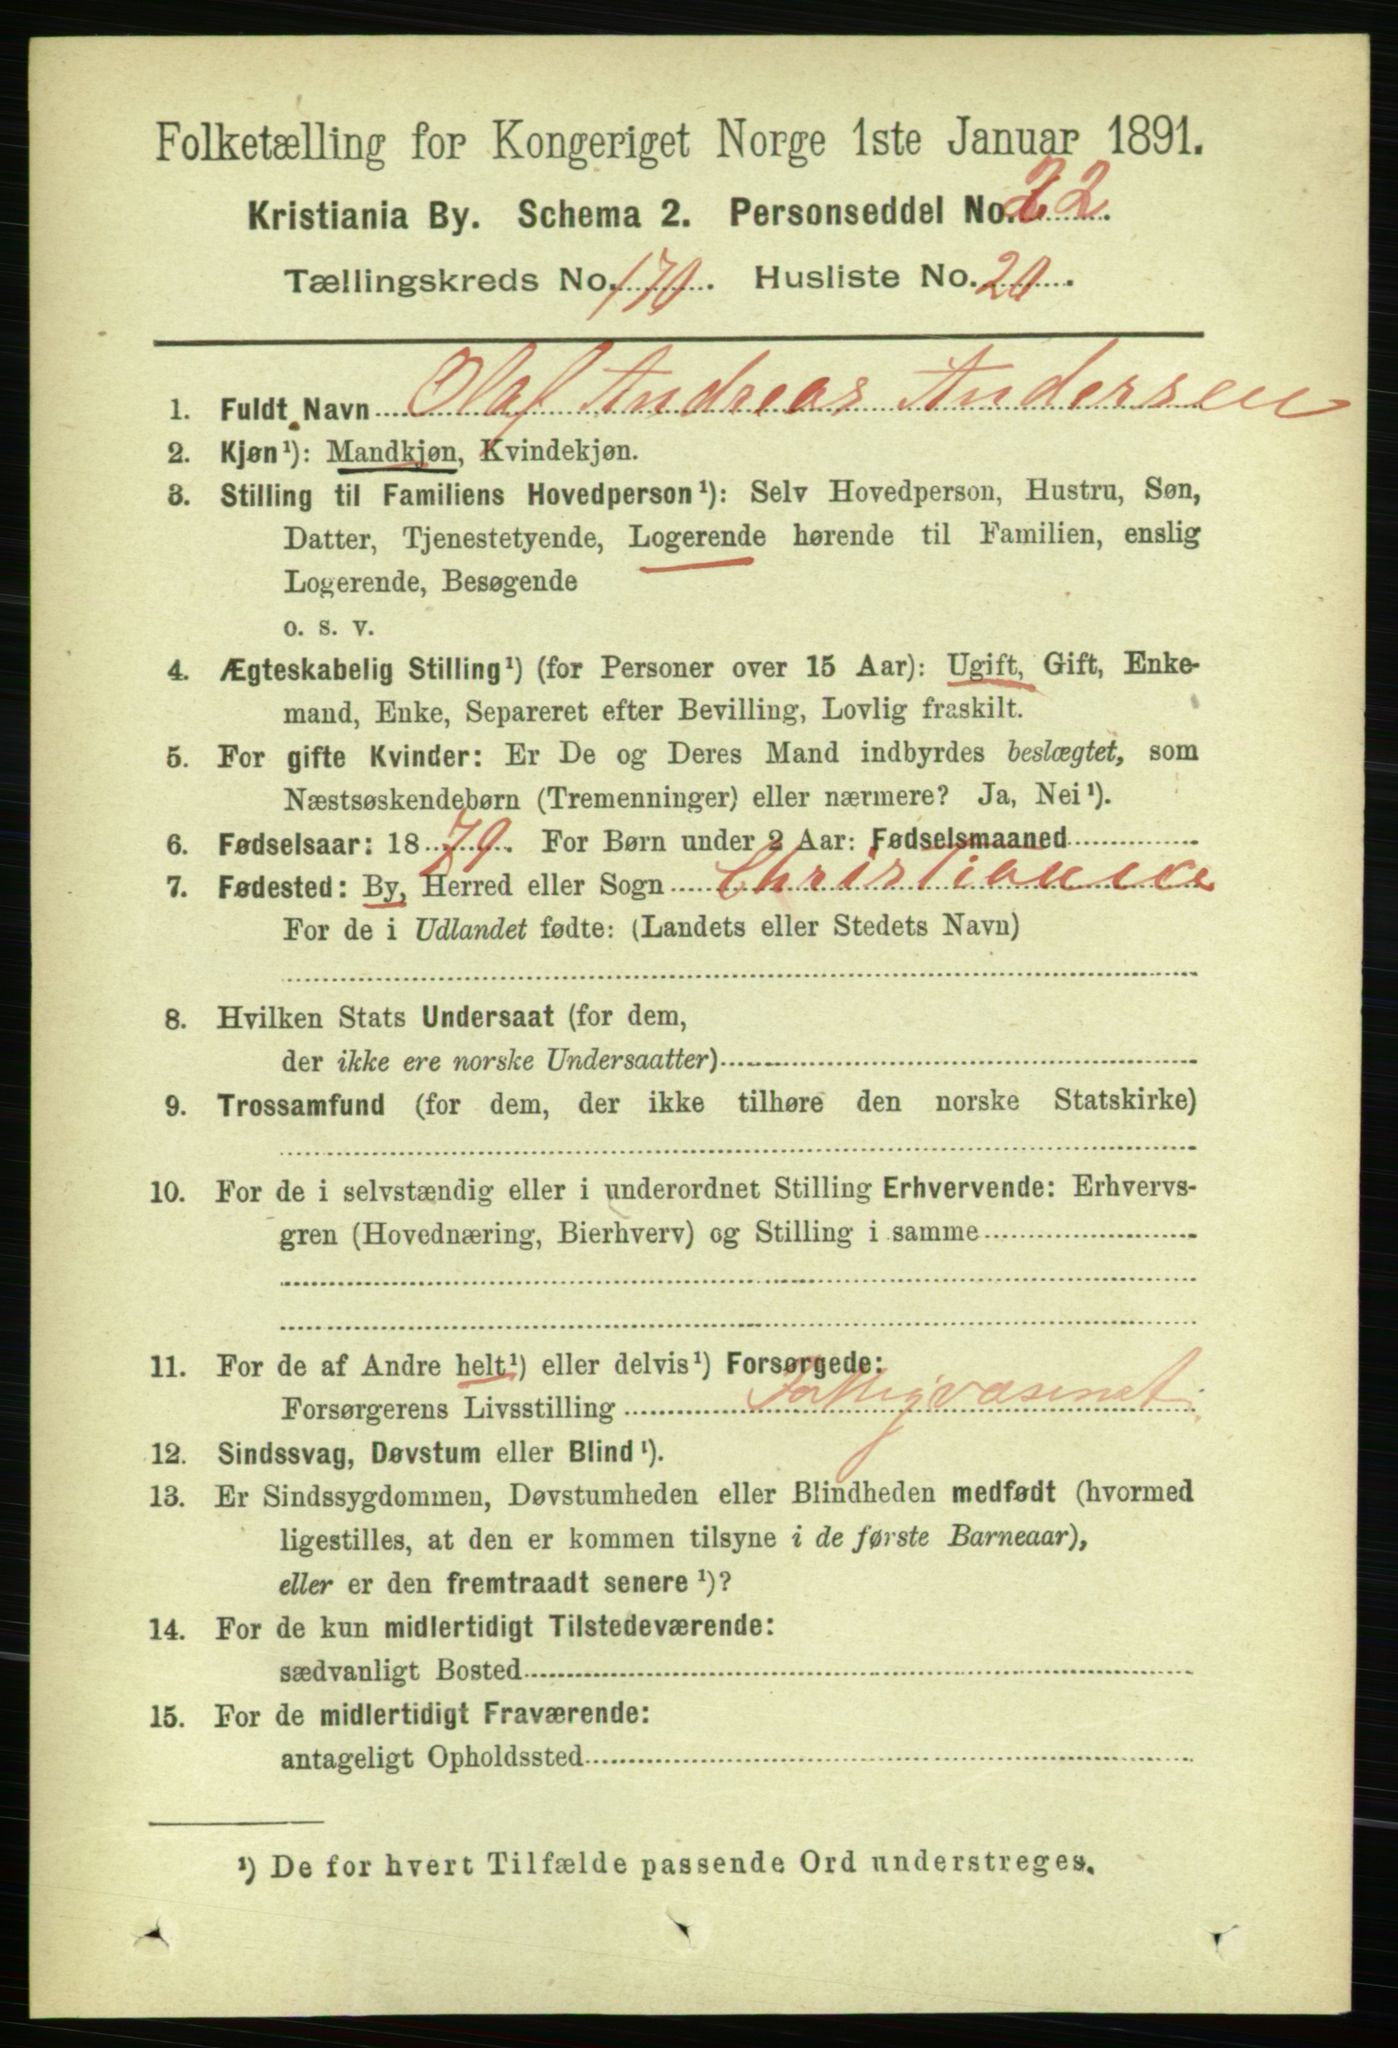 Folketælling for Kongeriget Norge 1ste Januar 1891.
Kristiania By. Schema 2. Personseddel No. 22.
Tællingskreds No. 170. Husliste No. 20.
1. Fuldt Navn Olaf Andreas Andersen
2. Kjøn¹): Mandkjøn, Kvindekjøn.
3. Stilling til Familiens Hovedperson¹): Selv Hovedperson, Hustru, Søn,
Datter, Tjenestetyende, Logerende hørende til Familien, enslig
Logerende, Besøgende
o. s. v.
4. Ægteskabelig Stilling¹) (for Personer over 15 Aar): Ugift, Gift, Enke-
mand, Enke, Separeret efter Bevilling, Lovlig fraskilt.
5. For gifte Kvinder: Er De og Deres Mand indbyrdes beslægtet, som
Næstsøskendebørn (Tremenninger) eller nærmere? Ja, Nei¹).
6. Fødselsaar: 1879. For Børn under 2 Aar: Fødselsmaaned
7. Fødested: By, Herred eller Sogn Christiania
For de i Udlandet fødte: (Landets eller Stedets Navn)
8. Hvilken Stats Undersaat (for dem,
der ikke ere norske Undersaatter)
9. Trossamfund (for dem, der ikke tilhøre den norske Statskirke)
10. For de i selvstændig eller i underordnet Stilling Erhvervende: Erhvervs-
gren (Hovednæring, Bierhverv) og Stilling i samme
11. For de af Andre helt¹) eller delvis¹) Forsørgede:
Forsørgerens Livsstilling Fattigvæsenet
12. Sindssvag, Døvstum eller Blind¹).
13. Er Sindssygdommen, Døvstumheden eller Blindheden medfødt (hvormed
ligestilles, at den er kommen tilsyne i de første Barneaar),
eller er den fremtraadt senere¹)?
14. For de kun midlertidigt Tilstedeværende:
sædvanligt Bosted
15. For de midlertidigt Fraværende:
antageligt Opholdssted
¹) De for hvert Tilfælde passende Ord understreges.